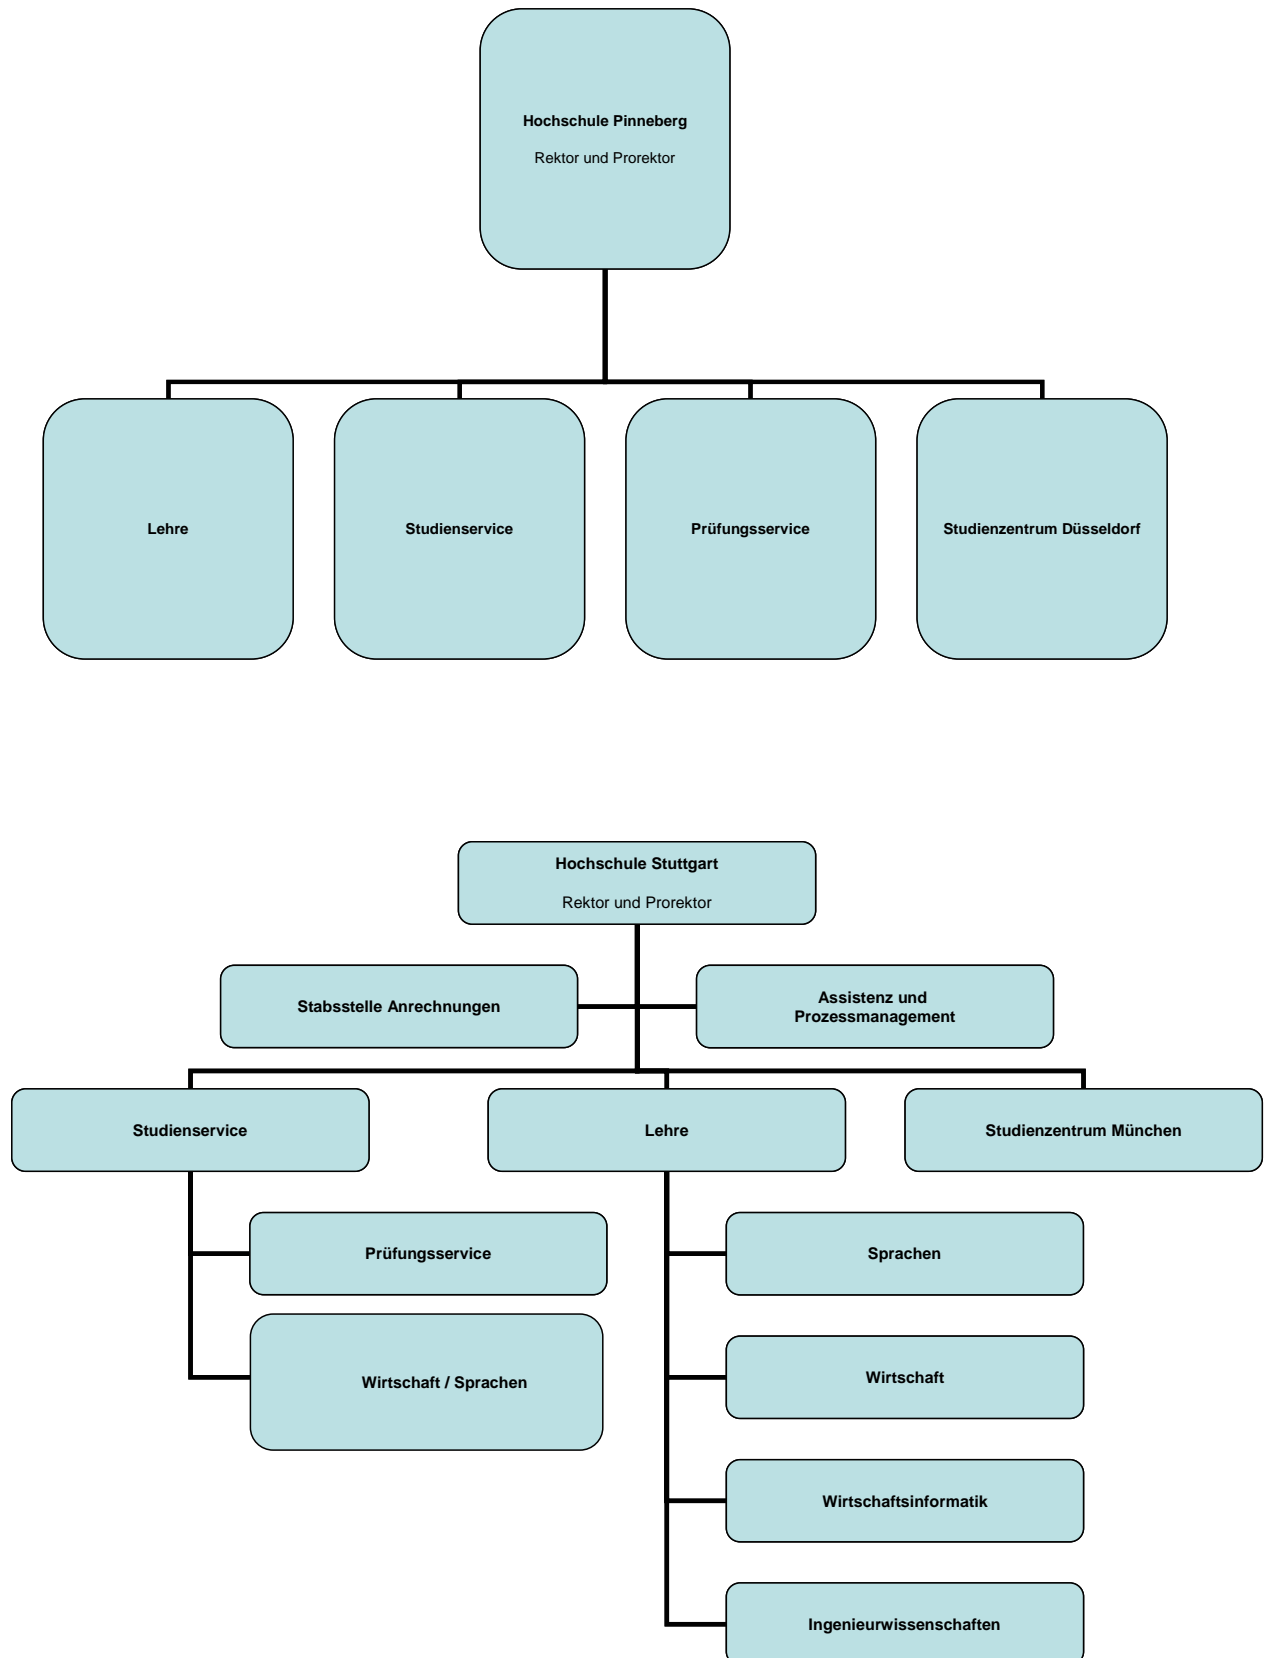 Hochschule Pinneberg
Rektor und Prorektor
Lehre
Studienservice
Prüfungsservice
Studienzentrum Düsseldorf
Hochschule Stuttgart
Rektor und Prorektor
Stabsstelle Anrechnungen
Assistenz und
Prozessmanagement
Studienservice
Lehre
Studienzentrum München
Prüfungsservice
Sprachen
Wirtschaft / Sprachen
Wirtschaft
Wirtschaftsinformatik
Ingenieurwissenschaften